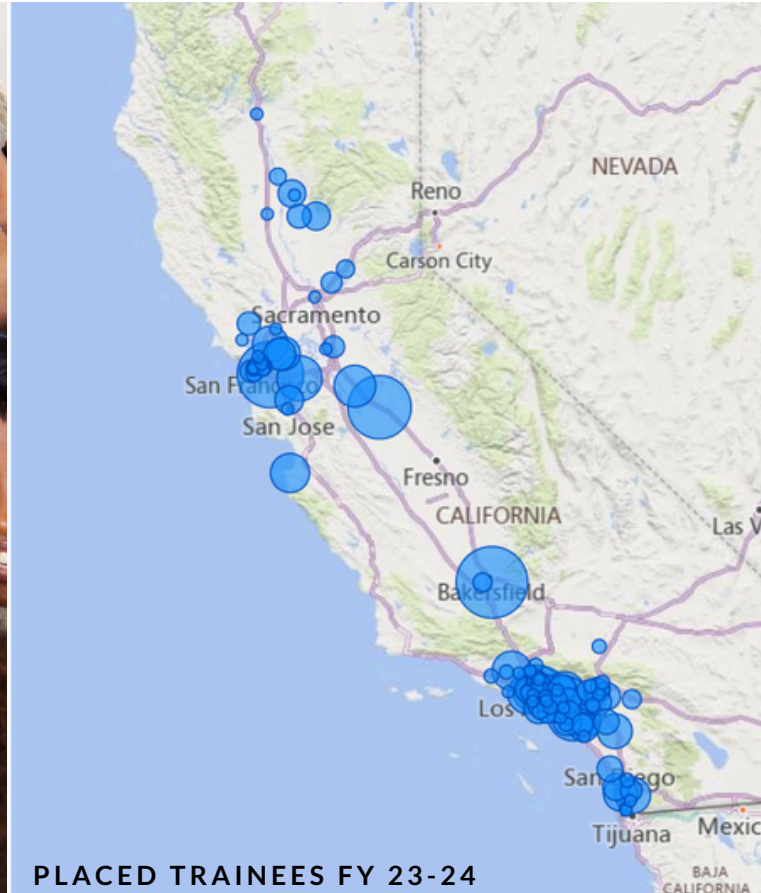 NEVADA
Reno
Carson City
Sacramento
San Francisco
San Jose
Fresno
CALIFORNIA
Las V
Bakersfield
Los
San Diego
Tijuana
Mexic
BAJA
CALIFORNIA
PLACED TRAINEES FY 23-24